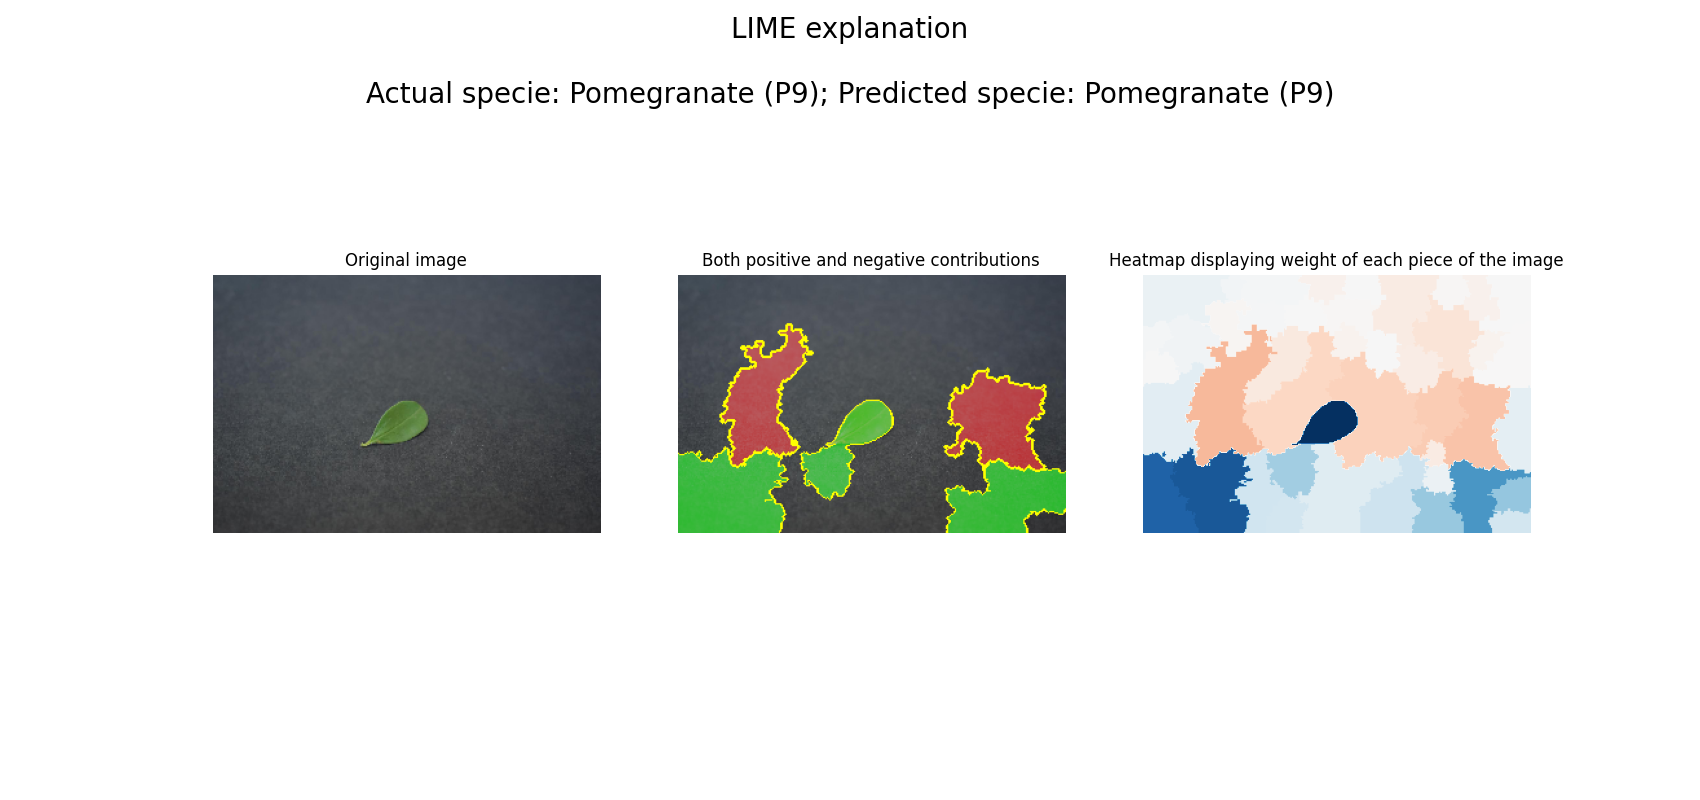 LIME explanation
Actual specie: Pomegranate (P9); Predicted specie: Pomegranate (P9)
Original image
Both positive and negative contributions
Heatmap displaying weight of each piece of the image